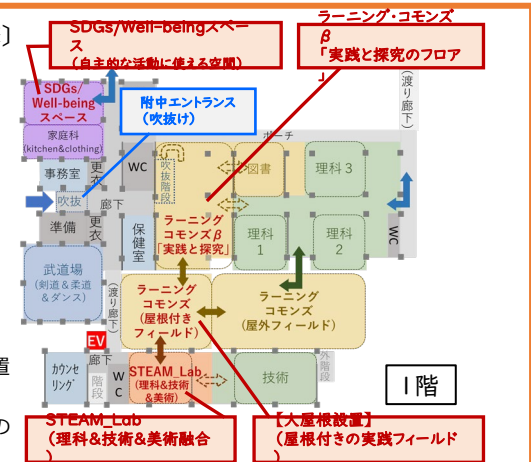 〕
SDGs/Well-beingスペー
ス
(自主的な活動に使える空間)
ラーニング・コモンズ
β
「実践と探究のフロア
」
SDGs/
Well-being
スペース
附中エントランス
(吹抜け)
(渡り廊下)
ポーチ
家庭科
(kitchen&clothing)
事務室
更衣
WC
吹抜階段
図書
理科3
吹抜
廊下
準備
更衣
保健室
ラーニング
コモンズβ
「実践と探究」
理科
1
理科
2
WC
武道場
(剣道&柔道
&ダンス)
(渡り廊下)
ラーニング
コモンズ
(屋根付き
フィールド)
ラーニング
コモンズ
(屋外フィールド)
EV
廊下
置
カウンセ
リング
階段
WC
STEAM_Lab
(理科&技術
&美術)
技術
外階段
1階
の
STEAM_Lab
(理科&技術&美術融合
)
【大屋根設置】
(屋根付きの実践フィールド
)